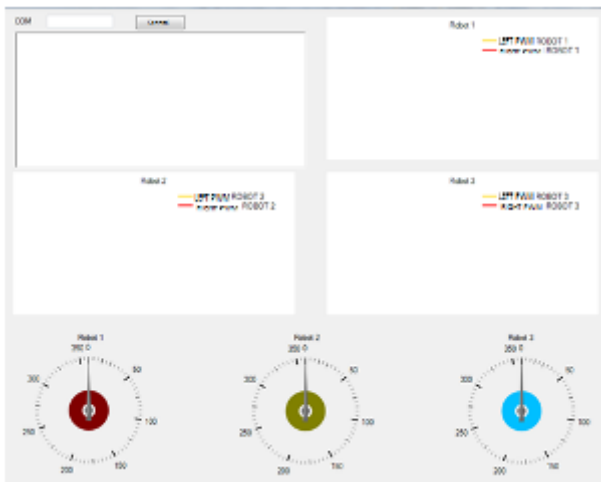 COM
Robot 1
LEFT PWM ROBOT 1
RIGHT PWM ROBOT 1
Robot 2
LEFT PWM ROBOT 2
RIGHT PWM ROBOT 2
Robot 3
LEFT PWM ROBOT 3
RIGHT PWM ROBOT 3
Robot 1
350 0
50
100
150
200
250
300
Robot 2
350 0
50
100
150
200
250
300
Robot 3
350 0
50
100
150
200
250
300